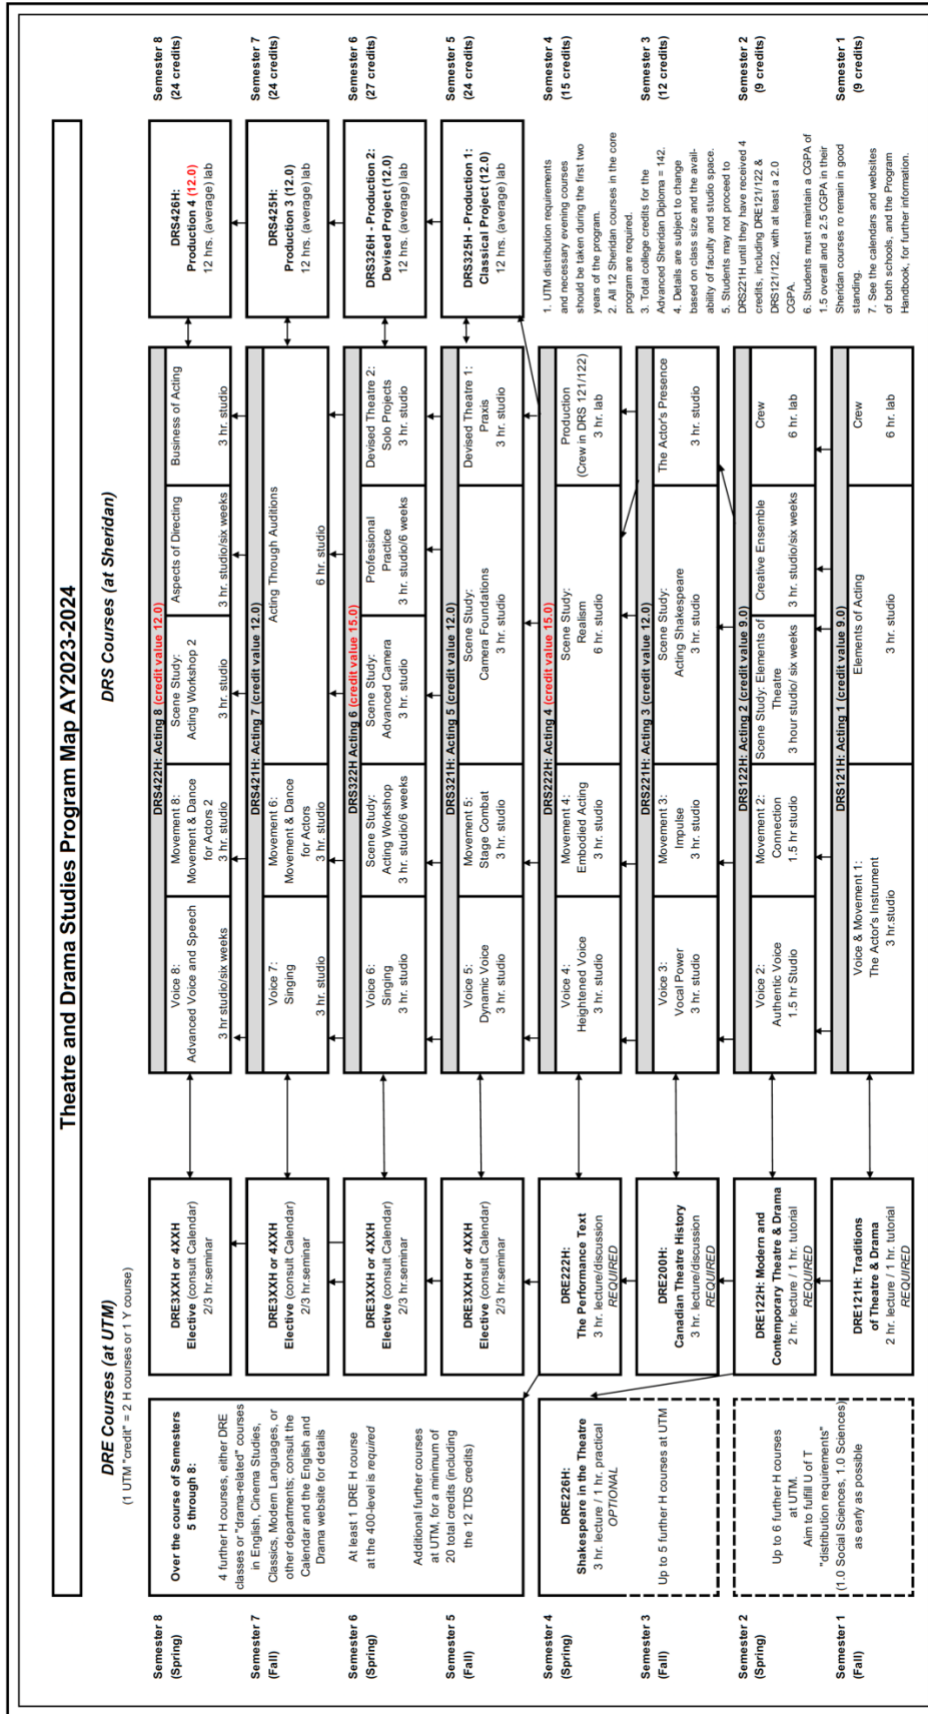 Theatre and Drama Studies Program Map AY2023-2024
DRE Courses (at UTM)
(1 UTM "credit" = 2 H courses or 1 Y course)
DRS Courses (at Sheridan)
Semester 8
(Spring)
Over the course of Semesters
5 through 8:
4 further H courses, either DRE
classes or "drama-related" courses
in English, Cinema Studies,
Classics, Modern Languages, or
other departments; consult the
Calendar and the English and
Drama website for details
At least 1 DRE H course
at the 400-level is required
Additional further courses
at UTM, for a minimum of
20 total credits (including
the 12 TDS credits)
DRE3XXH or 4XXH
Elective (consult Calendar)
2/3 hr.seminar
DRS422H: Acting 8 (credit value 12.0)
Voice 8:
Advanced Voice and Speech
3 hr studio/six weeks
Movement 8:
Movement & Dance
for Actors 2
3 hr. studio
Scene Study:
Acting Workshop 2
3 hr. studio
Aspects of Directing
3 hr. studio/six weeks
Business of Acting
3 hr. studio
DRS426H:
Production 4 (12.0)
12 hrs. (average) lab
Semester 8
(24 credits)
Semester 7
(Fall)
DRE3XXH or 4XXH
Elective (consult Calendar)
2/3 hr.seminar
DRS421H: Acting 7 (credit value 12.0)
Voice 7:
Singing
3 hr. studio
Movement 6:
Movement & Dance
for Actors
3 hr. studio
Acting Through Auditions
6 hr. studio
DRS425H:
Production 3 (12.0)
12 hrs. (average) lab
Semester 7
(24 credits)
Semester 6
(Spring)
DRE3XXH or 4XXH
Elective (consult Calendar)
2/3 hr.seminar
DRS322H Acting 6 (credit value 15.0)
Voice 6:
Singing
3 hr. studio
Scene Study:
Acting Workshop
3 hr. studio/6 weeks
Scene Study:
Advanced Camera
3 hr. studio
Professional
Practice
3 hr. studio/6 weeks
Devised Theatre 2:
Solo Projects
3 hr. studio
DRS326H - Production 2:
Devised Project (12.0)
12 hrs. (average) lab
Semester 6
(27 credits)
Semester 5
(Fall)
DRE3XXH or 4XXH
Elective (consult Calendar)
2/3 hr.seminar
DRS321H: Acting 5 (credit value 12.0)
Voice 5:
Dynamic Voice
3 hr. studio
Movement 5:
Stage Combat
3 hr. studio
Scene Study:
Camera Foundations
3 hr. studio
Devised Theatre 1:
Praxis
3 hr. studio
DRS325H - Production 1:
Classical Project (12.0)
12 hrs. (average) lab
Semester 5
(24 credits)
Semester 4
(Spring)
DRE226H:
Shakespeare in the Theatre
3 hr. lecture / 1 hr. practical
OPTIONAL
DRE222H:
The Performance Text
3 hr. lecture/discussion
REQUIRED
DRS222H: Acting 4 (credit value 15.0)
Voice 4:
Heightened Voice
3 hr. studio
Movement 4:
Embodied Acting
3 hr. studio
Scene Study:
Realism
6 hr. studio
Production
(Crew in DRS 121/122)
3 hr. lab
Semester 4
(15 credits)
Semester 3
(Fall)
Up to 5 further H courses at UTM
DRE200H:
Canadian Theatre History
3 hr. lecture/discussion
REQUIRED
DRS221H: Acting 3 (credit value 12.0)
Voice 3:
Vocal Power
3 hr. studio
Movement 3:
Impulse
3 hr. studio
Scene Study:
Acting Shakespeare
3 hr. studio
The Actor's Presence
3 hr. studio
Semester 3
(12 credits)
Semester 2
(Spring)
Up to 6 further H courses
at UTM.
Aim to fulfill U of T
"distribution requirements"
(1.0 Social Sciences, 1.0 Sciences)
as early as possible
DRE122H: Modern and
Contemporary Theatre & Drama
2 hr. lecture / 1 hr. tutorial
REQUIRED
DRS122H: Acting 2 (credit value 9.0)
Voice 2:
Authentic Voice
1.5 hr Studio
Movement 2:
Connection
1.5 hr studio
Scene Study: Elements of
Theatre
3 hour studio/ six weeks
Creative Ensemble
3 hr. studio/six weeks
Crew
6 hr. lab
Semester 2
(9 credits)
Semester 1
(Fall)
DRE121H: Traditions
of Theatre & Drama
2 hr. lecture / 1 hr. tutorial
REQUIRED
DRS121H: Acting 1 (credit value 9.0)
Voice & Movement 1:
The Actor's Instrument
3 hr.studio
Elements of Acting
3 hr. studio
Crew
6 hr. lab
Semester 1
(9 credits)
1. UTM distribution requirements
and necessary evening courses
should be taken during the first two
years of the program.
2. All 12 Sheridan courses in the core
program are required.
3. Total college credits for the
Advanced Sheridan Diploma = 142.
4. Details are subject to change
based on class size and the avail-
ability of faculty and studio space.
5. Students may not proceed to
DRS221H until they have received 4
credits, including DRE121/122 &
DRS121/122, with at least a 2.0
CGPA.
6. Students must maintain a CGPA of
1.5 overall and a 2.5 CGPA in their
Sheridan courses ro remain in good
standing.
7. See the calendars and websites
of both schools, and the Program
Handbook, for further information.